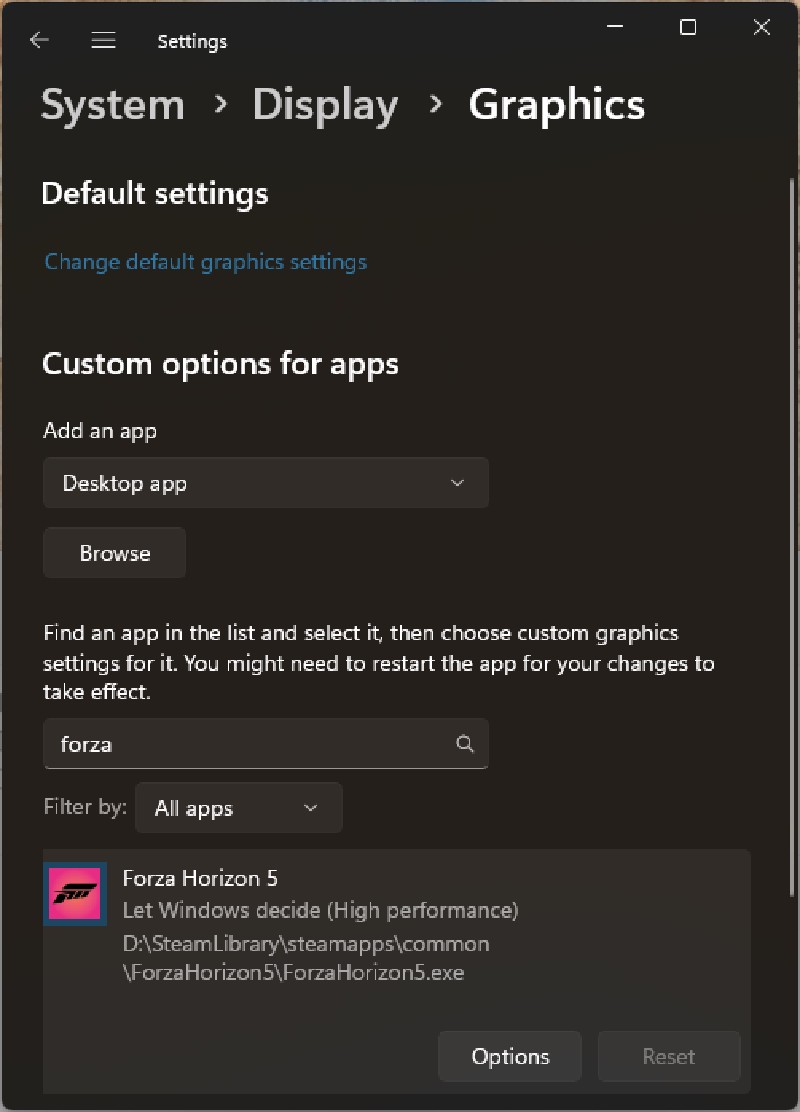 Settings
System > Display > Graphics
Default settings
Change default graphics settings
Custom options for apps
Add an app
Desktop app
Browse
Find an app in the list and select it, then choose custom graphics
settings for it. You might need to restart the app for your changes to
take effect.
forza
Filter by: All apps
Forza Horizon 5
Let Windows decide (High performance)
D:\SteamLibrary\steamapps\common
\ForzaHorizon5\ForzaHorizon5.exe
Options Reset